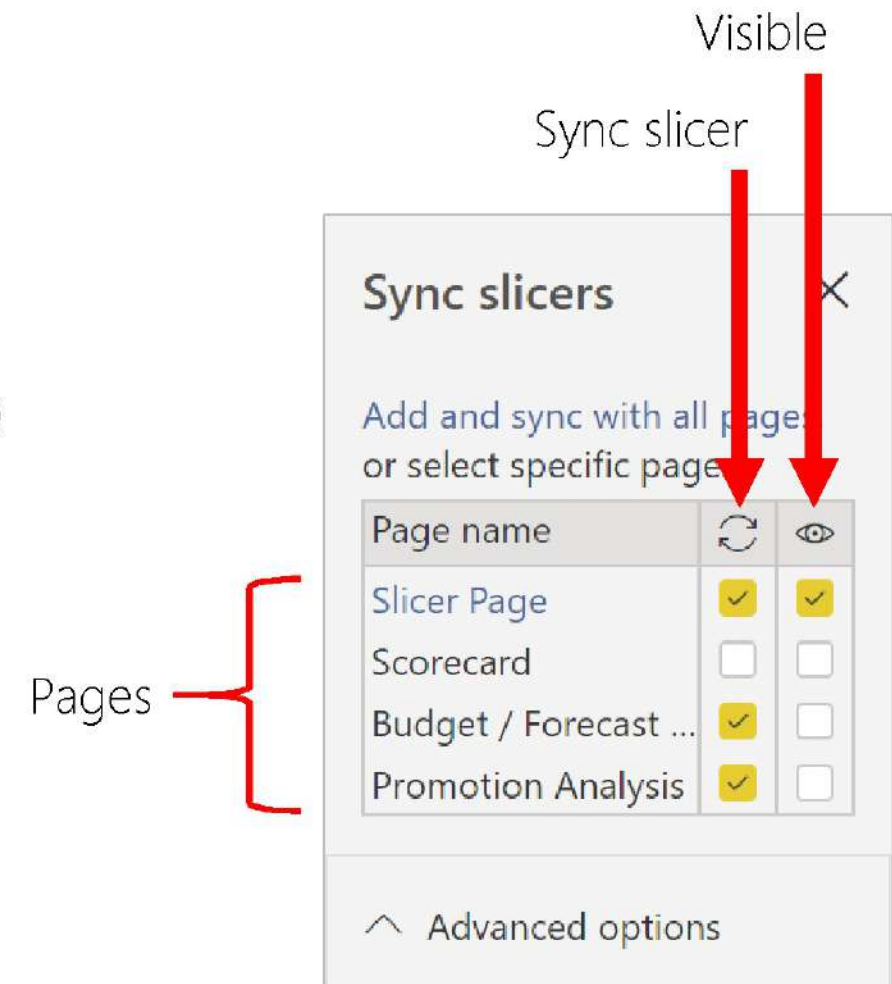 Visible
Sync slicer
Sync slicers
Add and sync with all pages
or select specific page
Page name
Slicer Page
Scorecard
Budget / Forecast ...
Promotion Analysis
Pages
Advanced options